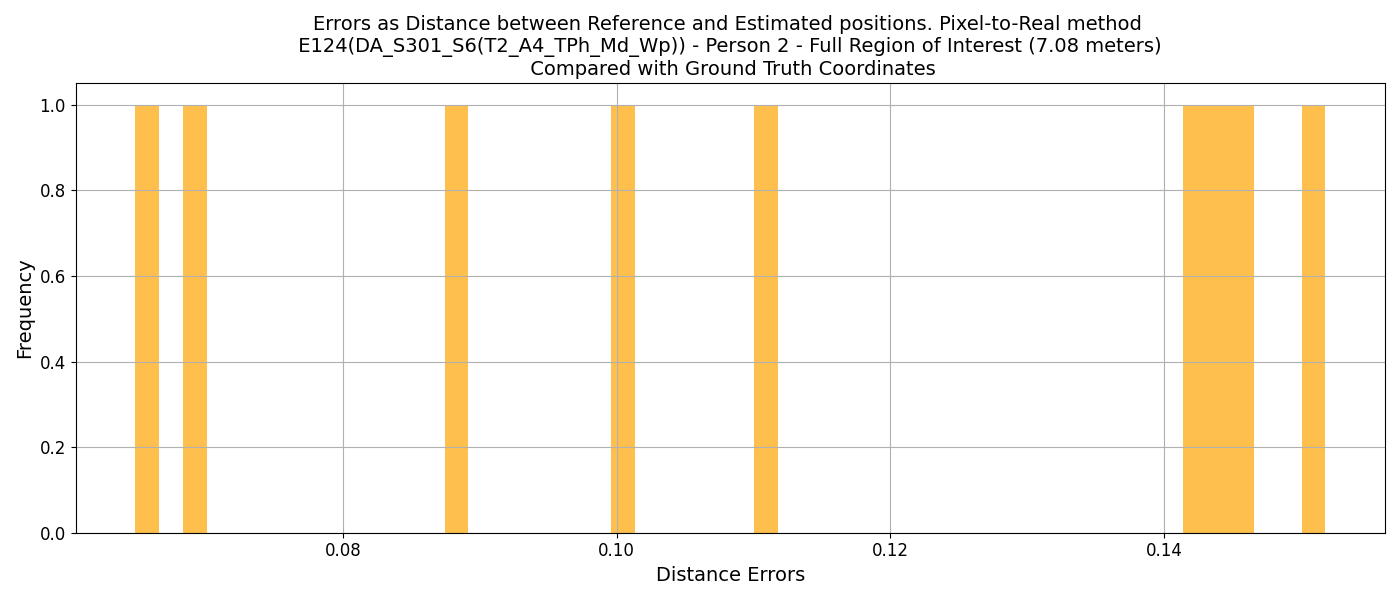 Errors as Distance between Reference and Estimated positions. Pixel-to-Real method
E124(DA_S301_S6(T2_A4_TPh_Md_Wp)) - Person 2 - Full Region of Interest (7.08 meters)
Compared with Ground Truth Coordinates
1.0
0.8
0.6
0.4
0.2
0.0
Frequency
0.08 0.10 0.12 0.14
Distance Errors